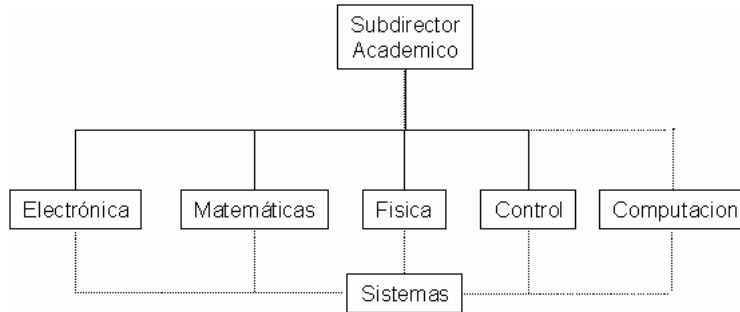 Subdirector
Academico
Electrónica
Matemáticas
Fisica
Control
Computacion
Sistemas